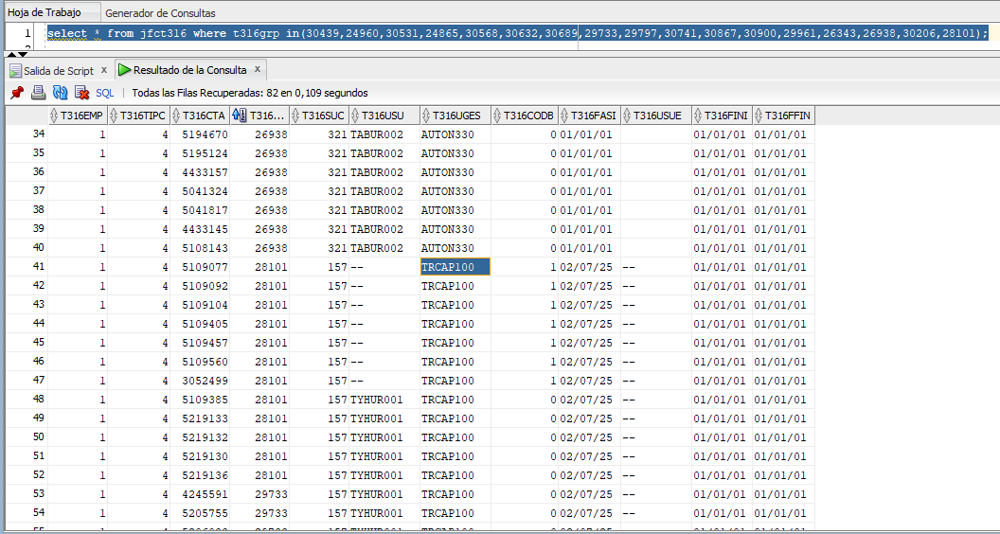 Hoja de Trabajo Generador de Consultas
1 select * from jfct316 where t316grp in(30439,24960,30531,24865,30568,30632,30689,29733,29797,30741,30867,30900,29961,26343,26938,30206,28101);
Salida de Script x Resultado de la Consulta x
SQL | Todas las Filas Recuperadas: 82 en 0,109 segundos
T316EMP T316TIPC T316CTA T316... T316SUC T316USU T316UGES T316CODB T316FASI T316USUE T316FINI T316FFIN
34 1 4 5194670 26938 321 TABUR002 AUTON330 0 01/01/01 01/01/01 01/01/01
35 1 4 5195124 26938 321 TABUR002 AUTON330 0 01/01/01 01/01/01 01/01/01
36 1 4 4433157 26938 321 TABUR002 AUTON330 0 01/01/01 01/01/01 01/01/01
37 1 4 5041324 26938 321 TABUR002 AUTON330 0 01/01/01 01/01/01 01/01/01
38 1 4 5041817 26938 321 TABUR002 AUTON330 0 01/01/01 01/01/01 01/01/01
39 1 4 4433145 26938 321 TABUR002 AUTON330 0 01/01/01 01/01/01 01/01/01
40 1 4 5108143 26938 321 TABUR002 AUTON330 0 01/01/01 01/01/01 01/01/01
41 1 4 5109077 28101 157 -- TRCAP100 1 02/07/25 -- 01/01/01 01/01/01
42 1 4 5109092 28101 157 -- TRCAP100 1 02/07/25 -- 01/01/01 01/01/01
43 1 4 5109104 28101 157 -- TRCAP100 1 02/07/25 -- 01/01/01 01/01/01
44 1 4 5109405 28101 157 -- TRCAP100 1 02/07/25 -- 01/01/01 01/01/01
45 1 4 5109457 28101 157 -- TRCAP100 1 02/07/25 -- 01/01/01 01/01/01
46 1 4 5109560 28101 157 -- TRCAP100 1 02/07/25 -- 01/01/01 01/01/01
47 1 4 3052499 28101 157 -- TRCAP100 1 02/07/25 -- 01/01/01 01/01/01
48 1 4 5109385 28101 157 TYHUR001 TRCAP100 0 02/07/25 -- 01/01/01 01/01/01
49 1 4 5219133 28101 157 TYHUR001 TRCAP100 0 02/07/25 -- 01/01/01 01/01/01
50 1 4 5219132 28101 157 TYHUR001 TRCAP100 0 02/07/25 -- 01/01/01 01/01/01
51 1 4 5219130 28101 157 TYHUR001 TRCAP100 0 02/07/25 -- 01/01/01 01/01/01
52 1 4 5219136 28101 157 TYHUR001 TRCAP100 0 02/07/25 -- 01/01/01 01/01/01
53 1 4 4245591 29733 157 TYHUR001 TRCAP100 0 02/07/25 -- 01/01/01 01/01/01
54 1 4 5205755 29733 157 TYHUR001 TRCAP100 0 02/07/25 -- 01/01/01 01/01/01